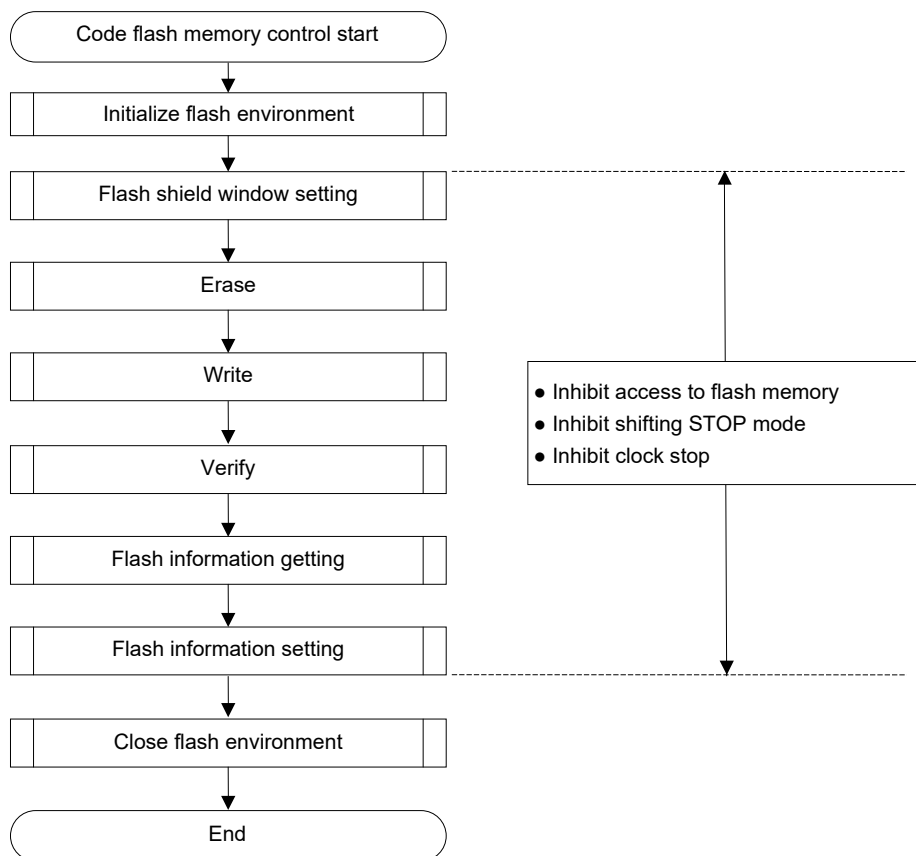 Code flash memory control start
Initialize flash environment
Flash shield window setting
Erase
Write
Verify
Flash information getting
Flash information setting
Close flash environment
End
● Inhibit access to flash memory
● Inhibit shifting STOP mode
● Inhibit clock stop